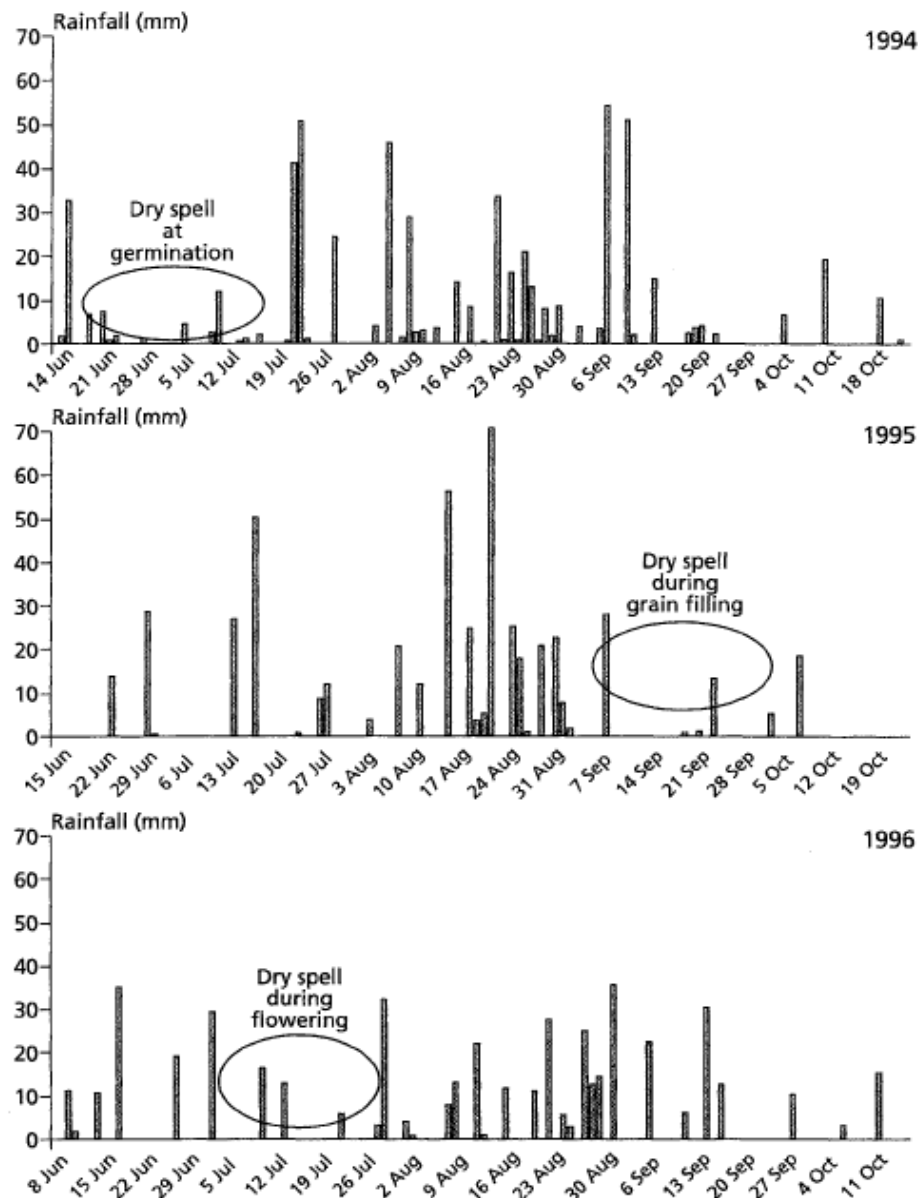 Rainfall (mm)
1994
70
60
50
40
30
20
10
0
Dry spell
at
germination
14 Jun
21 Jun
28 Jun
5 Jul
12 Jul
19 Jul
26 Jul
2 Aug
9 Aug
16 Aug
23 Aug
30 Aug
6 Sep
13 Sep
20 Sep
27 Sep
4 Oct
11 Oct
18 Oct
Rainfall (mm)
1995
70
60
50
40
30
20
10
0
Dry spell
during
grain filling
15 Jun
22 Jun
29 Jun
6 Jul
13 Jul
20 Jul
27 Jul
3 Aug
10 Aug
17 Aug
24 Aug
31 Aug
7 Sep
14 Sep
21 Sep
28 Sep
5 Oct
12 Oct
19 Oct
Rainfall (mm)
1996
70
60
50
40
30
20
10
0
Dry spell
during
flowering
8 Jun
15 Jun
22 Jun
29 Jun
5 Jul
12 Jul
19 Jul
26 Jul
2 Aug
9 Aug
16 Aug
23 Aug
30 Aug
6 Sep
13 Sep
20 Sep
27 Sep
4 Oct
11 Oct